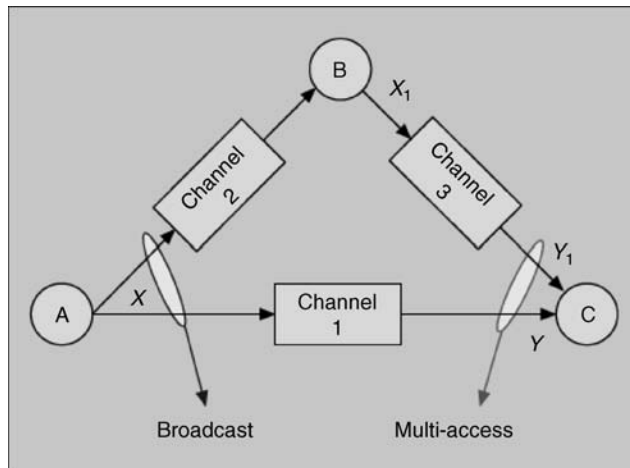 B
X₁
Channel
2
Channel
3
Y₁
A
X
Channel
1
C
Y
Broadcast
Multi-access